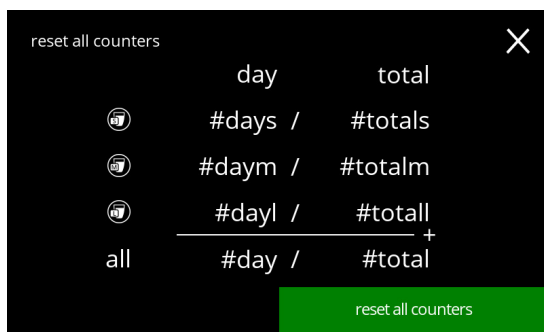 reset all counters
day total
S #days / #totals
M #daym / #totalm
L #dayl / #totall
+
all #day / #total
reset all counters